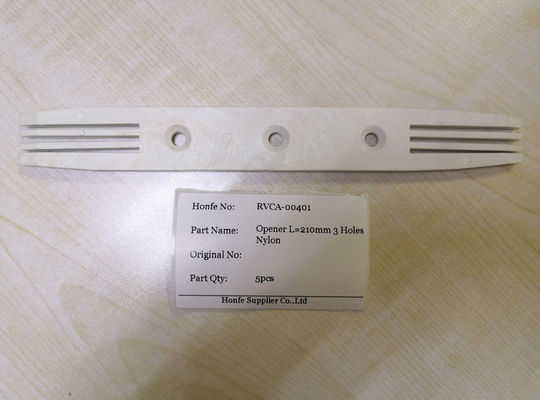 Honfe No: RVCA-00401
Part Name: Opener L=210mm 3 Holes
Nylon
Original No:
Part Qty: 5pcs
Honfe Supplier Co.,Ltd